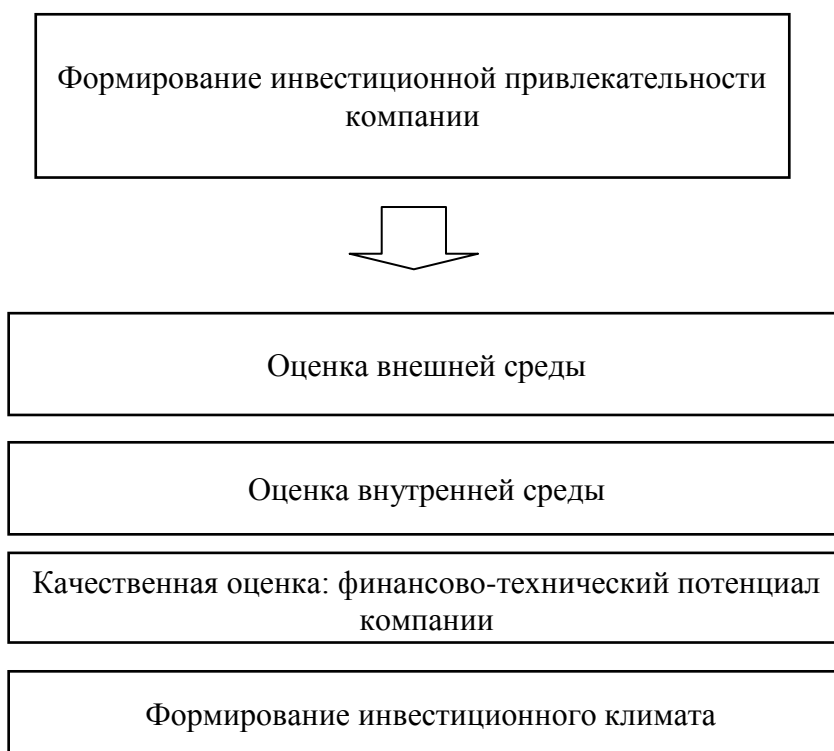 Формирование инвестиционной привлекательности
компании
Оценка внешней среды
Оценка внутренней среды
Качественная оценка: финансово-технический потенциал
компании
Формирование инвестиционного климата